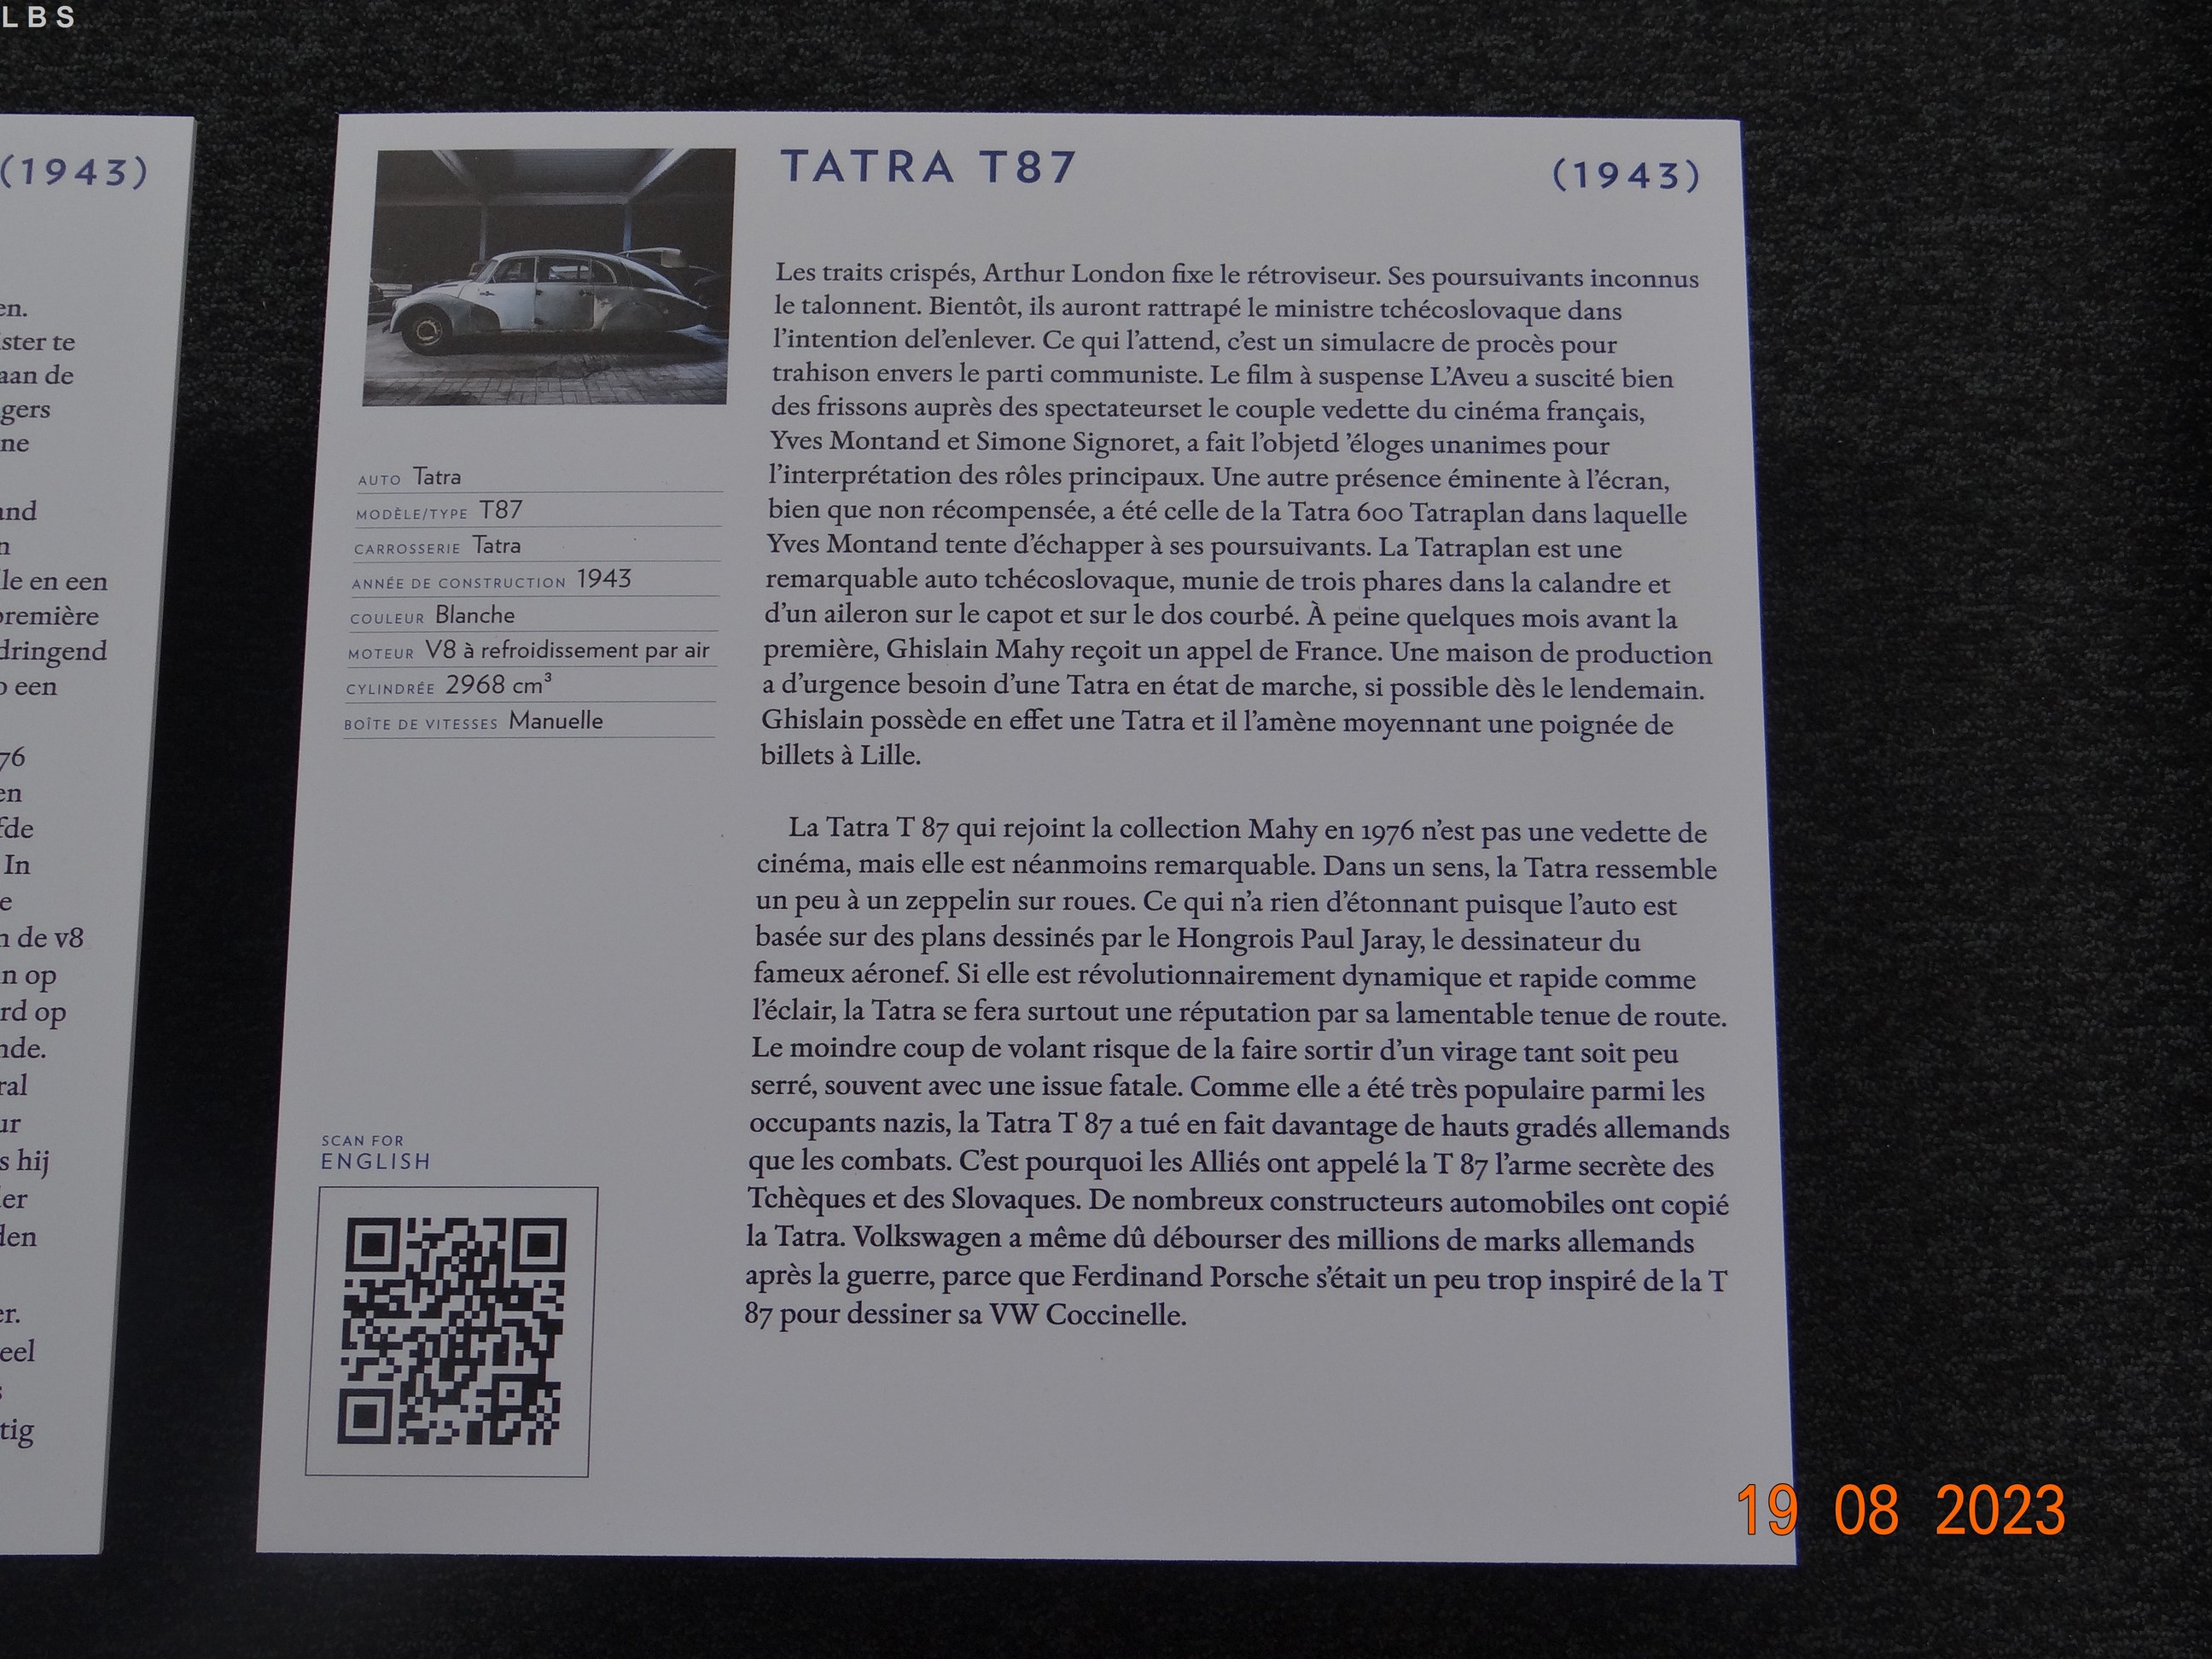 LBS
(1943)
en.
ster te
aan de
gers
ne
and
n
lle en een
première
dringend
een
76
en
fde
In
e
n de v8
n op
rd op
nde.
ral
ur
s hij
er
den
er.
eel
s
tig
TATRA T87 (1943)
Les traits crispés, Arthur London fixe le rétroviseur. Ses poursuivants inconnus
le talonnent. Bientôt, ils auront rattrapé le ministre tchécoslovaque dans
l'intention del'enlever. Ce qui l'attend, c'est un simulacre de procès pour
trahison envers le parti communiste. Le film à suspense L'Aveu a suscité bien
des frissons auprès des spectateurset le couple vedette du cinéma français,
Yves Montand et Simone Signoret, a fait l'objetd 'éloges unanimes pour
l'interprétation des rôles principaux. Une autre présence éminente à l'écran,
bien que non récompensée, a été celle de la Tatra 600 Tatraplan dans laquelle
Yves Montand tente d'échapper à ses poursuivants. La Tatraplan est une
remarquable auto tchécoslovaque, munie de trois phares dans la calandre et
d'un aileron sur le capot et sur le dos courbé. À peine quelques mois avant la
première, Ghislain Mahy reçoit un appel de France. Une maison de production
a d'urgence besoin d'une Tatra en état de marche, si possible dès le lendemain.
Ghislain possède en effet une Tatra et il l'amène moyennant une poignée de
billets à Lille.
La Tatra T 87 qui rejoint la collection Mahy en 1976 n'est pas une vedette de
cinéma, mais elle est néanmoins remarquable. Dans un sens, la Tatra ressemble
un peu à un zeppelin sur roues. Ce qui n'a rien d'étonnant puisque l'auto est
basée sur des plans dessinés par le Hongrois Paul Jaray, le dessinateur du
fameux aéronef. Si elle est révolutionnairement dynamique et rapide comme
l'éclair, la Tatra se fera surtout une réputation par sa lamentable tenue de route.
Le moindre coup de volant risque de la faire sortir d'un virage tant soit peu
serré, souvent avec une issue fatale. Comme elle a été très populaire parmi les
occupants nazis, la Tatra T 87 a tué en fait davantage de hauts gradés allemands
que les combats. C'est pourquoi les Alliés ont appelé la T 87 l'arme secrète des
Tchèques et des Slovaques. De nombreux constructeurs automobiles ont copié
la Tatra. Volkswagen a même dû débourser des millions de marks allemands
après la guerre, parce que Ferdinand Porsche s'était un peu trop inspiré de la T
87 pour dessiner sa VW Coccinelle.
AUTO Tatra
MODÈLE/TYPE T87
CARROSSERIE Tatra
ANNÉE DE CONSTRUCTION 1943
COULEUR Blanche
MOTEUR V8 à refroidissement par air
CYLINDRÉE 2968 cm³
BOÎTE DE VITESSES Manuelle
SCAN FOR
ENGLISH
19 08 2023